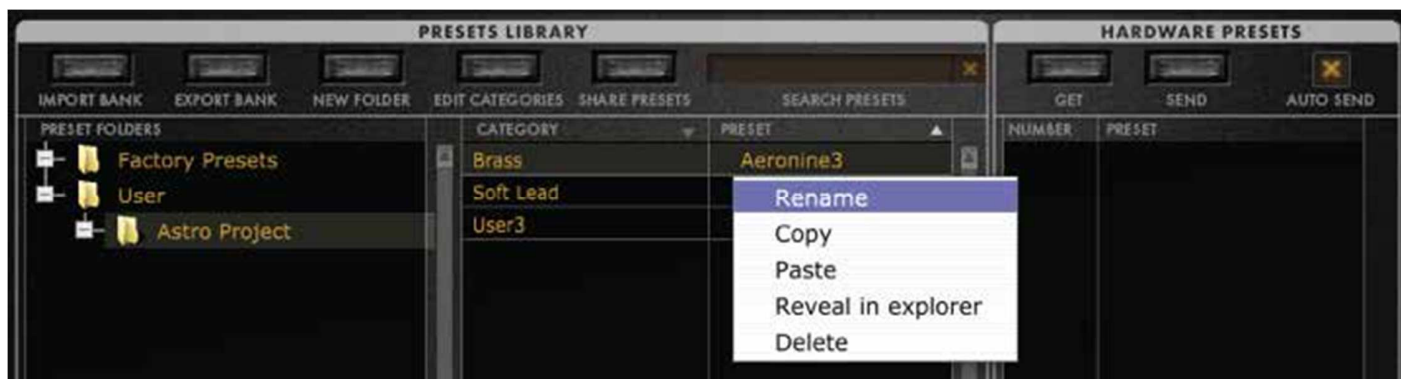 PRESETS LIBRARY
HARDWARE PRESETS
IMPORT BANK EXPORT BANK NEW FOLDER EDIT CATEGORIES SHARE PRESETS SEARCH PRESETS
GET SEND AUTO SEND
PRESET FOLDERS
CATEGORY PRESET
NUMBER PRESET
Factory Presets
User
Astro Project
Brass Aeronine3
Soft Lead
User3
Rename
Copy
Paste
Reveal in explorer
Delete